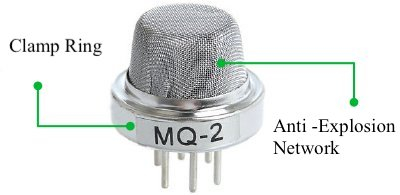 Clamp Ring
MQ-2
Anti -Explosion
Network